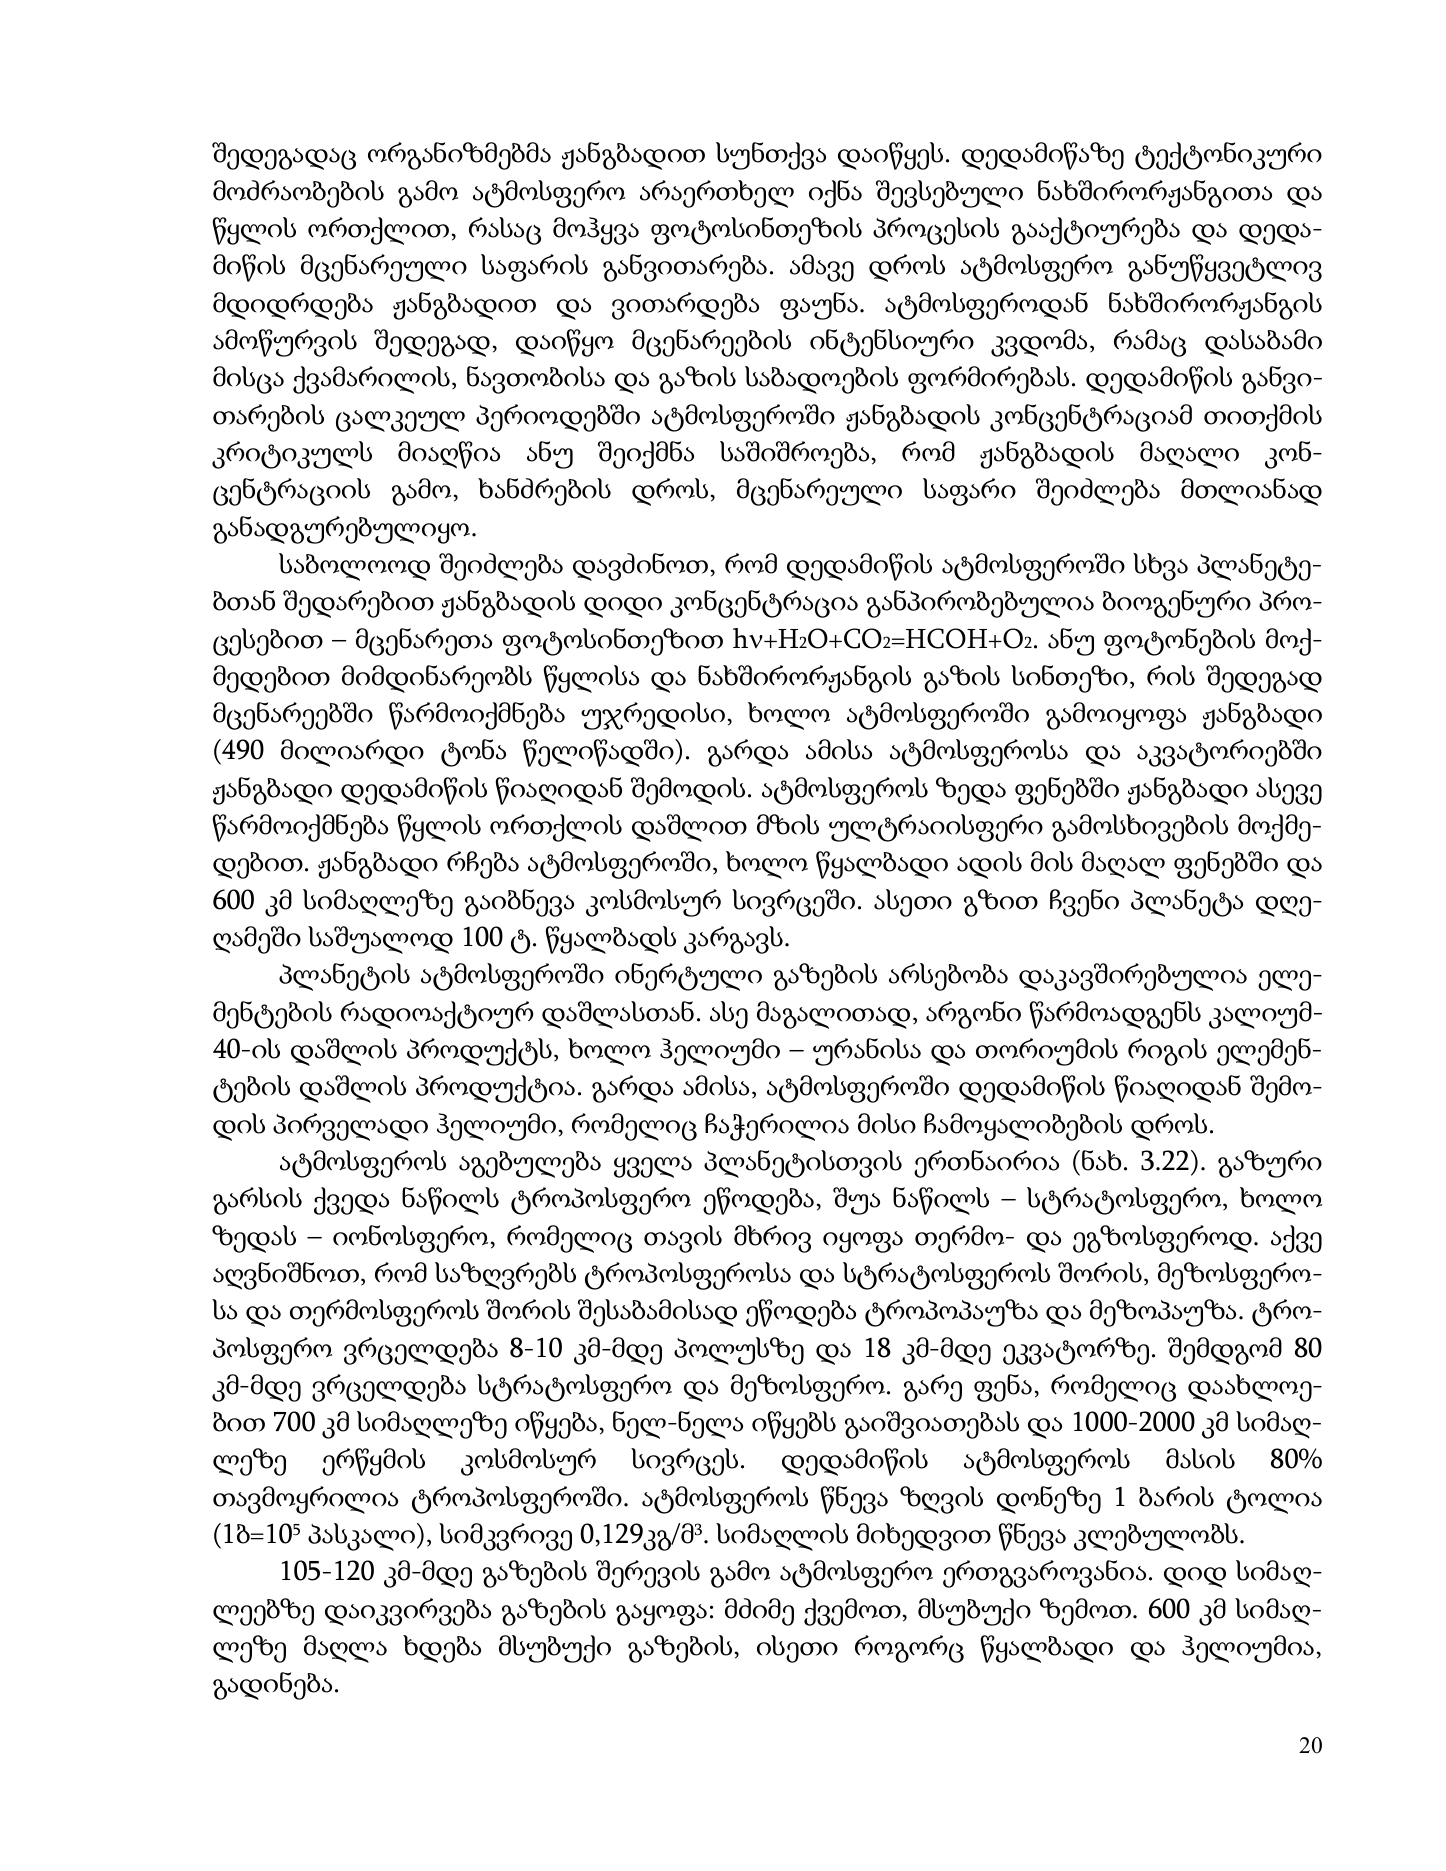 შედეგადაც ორგანიზმებმა ჟანგბადით სუნთქვა დაიწყეს. დედამიწაზე ტექტონიკური
მოძრაობების გამო ატმოსფერო არაერთხელ იქნა შევსებული ნახშირორჟანგითა და
წყლის ორთქლით, რასაც მოჰყვა ფოტოსინთეზის პროცესის გააქტიურება და დედა-
მიწის მცენარეული საფარის განვითარება. ამავე დროს ატმოსფერო განუწყვეტლივ
მდიდრდება ჟანგბადით და ვითარდება ფაუნა. ატმოსფეროდან ნახშირორჟანგის
ამოწურვის შედეგად, დაიწყო მცენარეების ინტენსიური კვდომა, რამაც დასაბამი
მისცა ქვამარილის, ნავთობისა და გაზის საბადოების ფორმირებას. დედამიწის განვი-
თარების ცალკეულ პერიოდებში ატმოსფეროში ჟანგბადის კონცენტრაციამ თითქმის
კრიტიკულს მიაღწია ანუ შეიქმნა საშიშროება, რომ ჟანგბადის მაღალი კონ-
ცენტრაციის გამო, ხანძრების დროს, მცენარეული საფარი შეიძლება მთლიანად
განადგურებულიყო.
საბოლოოდ შეიძლება დავძინოთ, რომ დედამიწის ატმოსფეროში სხვა პლანეტე-
ბთან შედარებით ჟანგბადის დიდი კონცენტრაცია განპირობებულია ბიოგენური პრო-
ცესებით – მცენარეთა ფოტოსინთეზით hν+H₂O+CO₂=HCOH+O₂. ანუ ფოტონების მოქ-
მედებით მიმდინარეობს წყლისა და ნახშირორჟანგის გაზის სინთეზი, რის შედეგად
მცენარეებში წარმოიქმნება უჯრედისი, ხოლო ატმოსფეროში გამოიყოფა ჟანგბადი
(490 მილიარდი ტონა წელიწადში). გარდა ამისა ატმოსფეროსა და აკვატორიებში
ჟანგბადი დედამიწის წიაღიდან შემოდის. ატმოსფეროს ზედა ფენებში ჟანგბადი ასევე
წარმოიქმნება წყლის ორთქლის დაშლით მზის ულტრაიისფერი გამოსხივების მოქმე-
დებით. ჟანგბადი რჩება ატმოსფეროში, ხოლო წყალბადი ადის მის მაღალ ფენებში და
600 კმ სიმაღლეზე გაიბნევა კოსმოსურ სივრცეში. ასეთი გზით ჩვენი პლანეტა დღე-
ღამეში საშუალოდ 100 ტ. წყალბადს კარგავს.
პლანეტის ატმოსფეროში ინერტული გაზების არსებობა დაკავშირებულია ელე-
მენტების რადიოაქტიურ დაშლასთან. ასე მაგალითად, არგონი წარმოადგენს კალიუმ-
40-ის დაშლის პროდუქტს, ხოლო ჰელიუმი – ურანისა და თორიუმის რიგის ელემენ-
ტების დაშლის პროდუქტია. გარდა ამისა, ატმოსფეროში დედამიწის წიაღიდან შემო-
დის პირველადი ჰელიუმი, რომელიც ჩაჭერილია მისი ჩამოყალიბების დროს.
ატმოსფეროს აგებულება ყველა პლანეტისთვის ერთნაირია (ნახ. 3.22). გაზური
გარსის ქვედა ნაწილს ტროპოსფერო ეწოდება, შუა ნაწილს – სტრატოსფერო, ხოლო
ზედას – იონოსფერო, რომელიც თავის მხრივ იყოფა თერმო- და ეგზოსფეროდ. აქვე
აღვნიშნოთ, რომ საზღვრებს ტროპოსფეროსა და სტრატოსფეროს შორის, მეზოსფერო-
სა და თერმოსფეროს შორის შესაბამისად ეწოდება ტროპოპაუზა და მეზოპაუზა. ტრო-
პოსფერო ვრცელდება 8-10 კმ-მდე პოლუსზე და 18 კმ-მდე ეკვატორზე. შემდგომ 80
კმ-მდე ვრცელდება სტრატოსფერო და მეზოსფერო. გარე ფენა, რომელიც დაახლოე-
ბით 700 კმ სიმაღლეზე იწყება, ნელ-ნელა იწყებს გაიშვიათებას და 1000-2000 კმ სიმაღ-
ლეზე ერწყმის კოსმოსურ სივრცეს. დედამიწის ატმოსფეროს მასის 80%
თავმოყრილია ტროპოსფეროში. ატმოსფეროს წნევა ზღვის დონეზე 1 ბარის ტოლია
(1ბ=10⁵ პასკალი), სიმკვრივე 0,129კგ/მ³. სიმაღლის მიხედვით წნევა კლებულობს.
105-120 კმ-მდე გაზების შერევის გამო ატმოსფერო ერთგვაროვანია. დიდ სიმაღ-
ლეებზე დაიკვირვება გაზების გაყოფა: მძიმე ქვემოთ, მსუბუქი ზემოთ. 600 კმ სიმაღ-
ლეზე მაღლა ხდება მსუბუქი გაზების, ისეთი როგორც წყალბადი და ჰელიუმია,
გადინება.
20